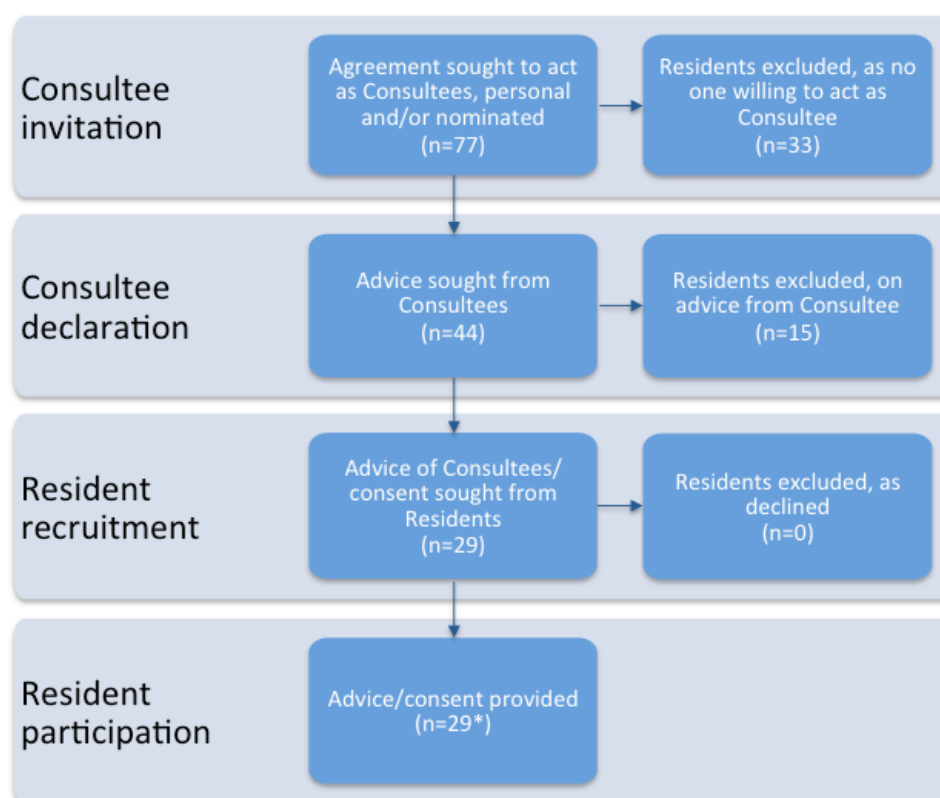 Consultee
invitation
Agreement sought to act
as Consultees, personal
and/or nominated
(n=77)
Residents excluded, as no
one willing to act as
Consultee
(n=33)
Consultee
declaration
Advice sought from
Consultees
(n=44)
Residents excluded, on
advice from Consultee
(n=15)
Resident
recruitment
Advice of Consultees/
consent sought from
Residents
(n=29)
Residents excluded, as
declined
(n=0)
Resident
participation
Advice/consent provided
(n=29*)